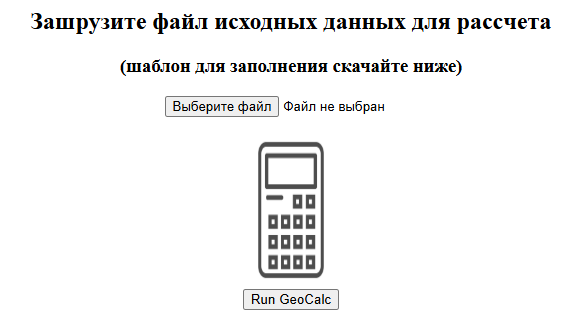 Зашрузите файл исходных данных для рассчета
(шаблон для заполнения скачайте ниже)
Выберите файл Файл не выбран
Run GeoCalc